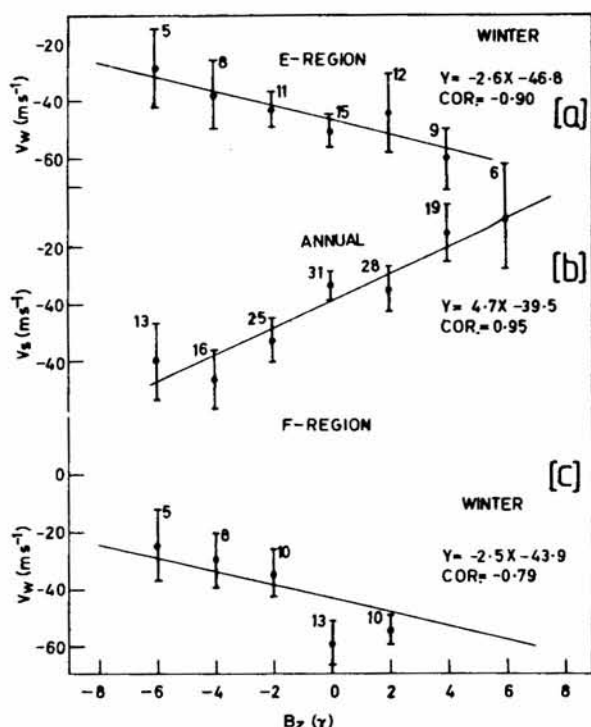 5
WINTER
-20
E-REGION
8
12
Y= -2.6X -46.8
COR.= -0.90
[a]
11
15
-40
9
-60
6
Vw (ms-1)
19
ANNUAL
-20
31
28
[b]
13
25
Y= 4.7X -39.5
COR.= 0.95
16
-40
Vs (ms-1)
F-REGION
0
[c]
5
WINTER
8
10
-20
Y= -2.5X -43.9
COR.= -0.79
13
10
-40
-60
Vw (ms-1)
-8 -6 -4 -2 0 2 4 6 8
Bz (γ)